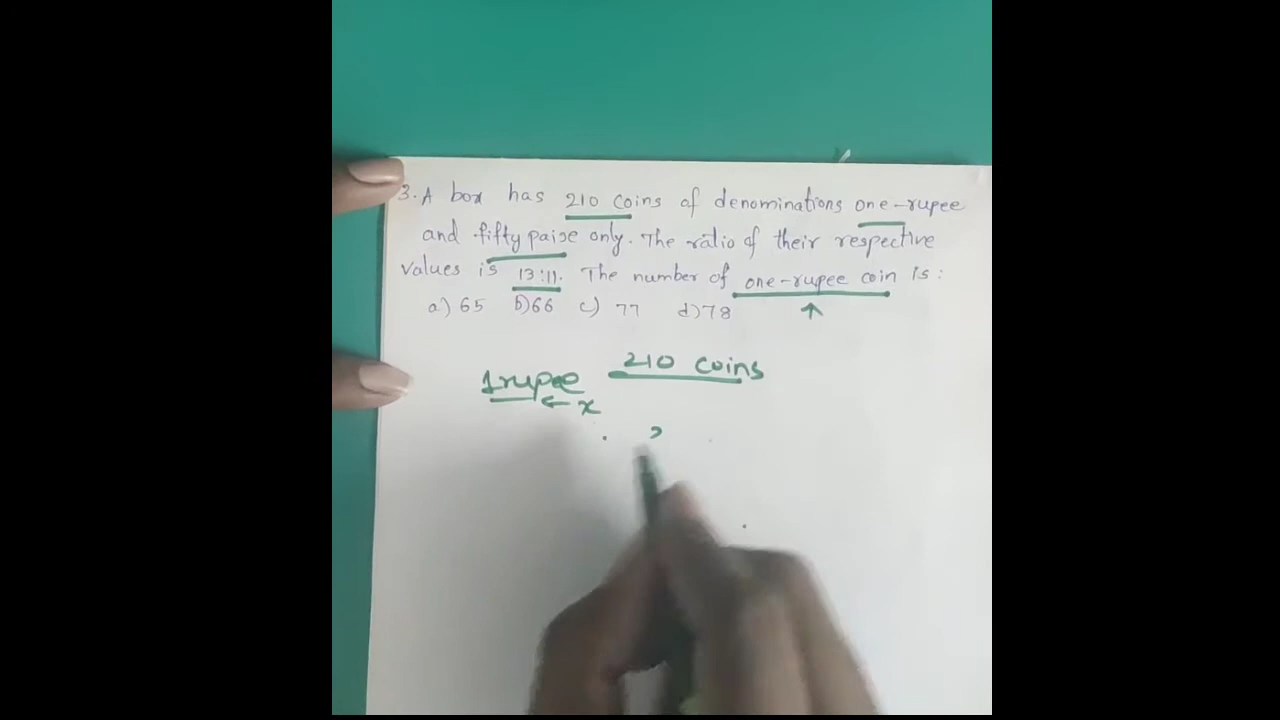 3. A box has 210 coins of denominations one-rupee
and fifty paise only. The ratio of their respective
values is 13:11. The number of one-rupee coin is:
a) 65 b) 66 c) 77 d) 78
210 coins
1 rupee
← x